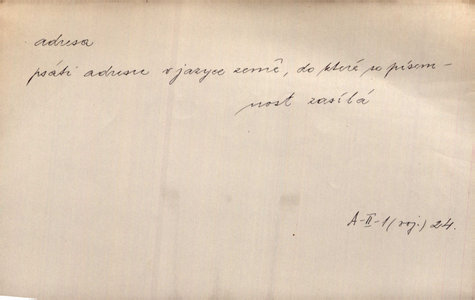 adresa
psáti adresu v jazyce země, do které se písem-
nost zasílá
A-II-1 (voj.) 24.